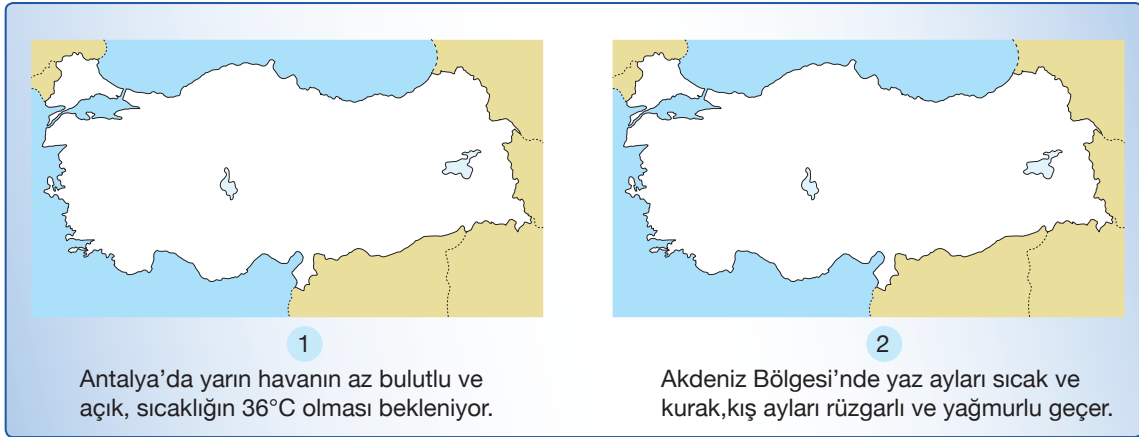 1
Antalya’da yarın havanın az bulutlu ve
açık, sıcaklığın 36°C olması bekleniyor.
2
Akdeniz Bölgesi’nde yaz ayları sıcak ve
kurak,kış ayları rüzgarlı ve yağmurlu geçer.